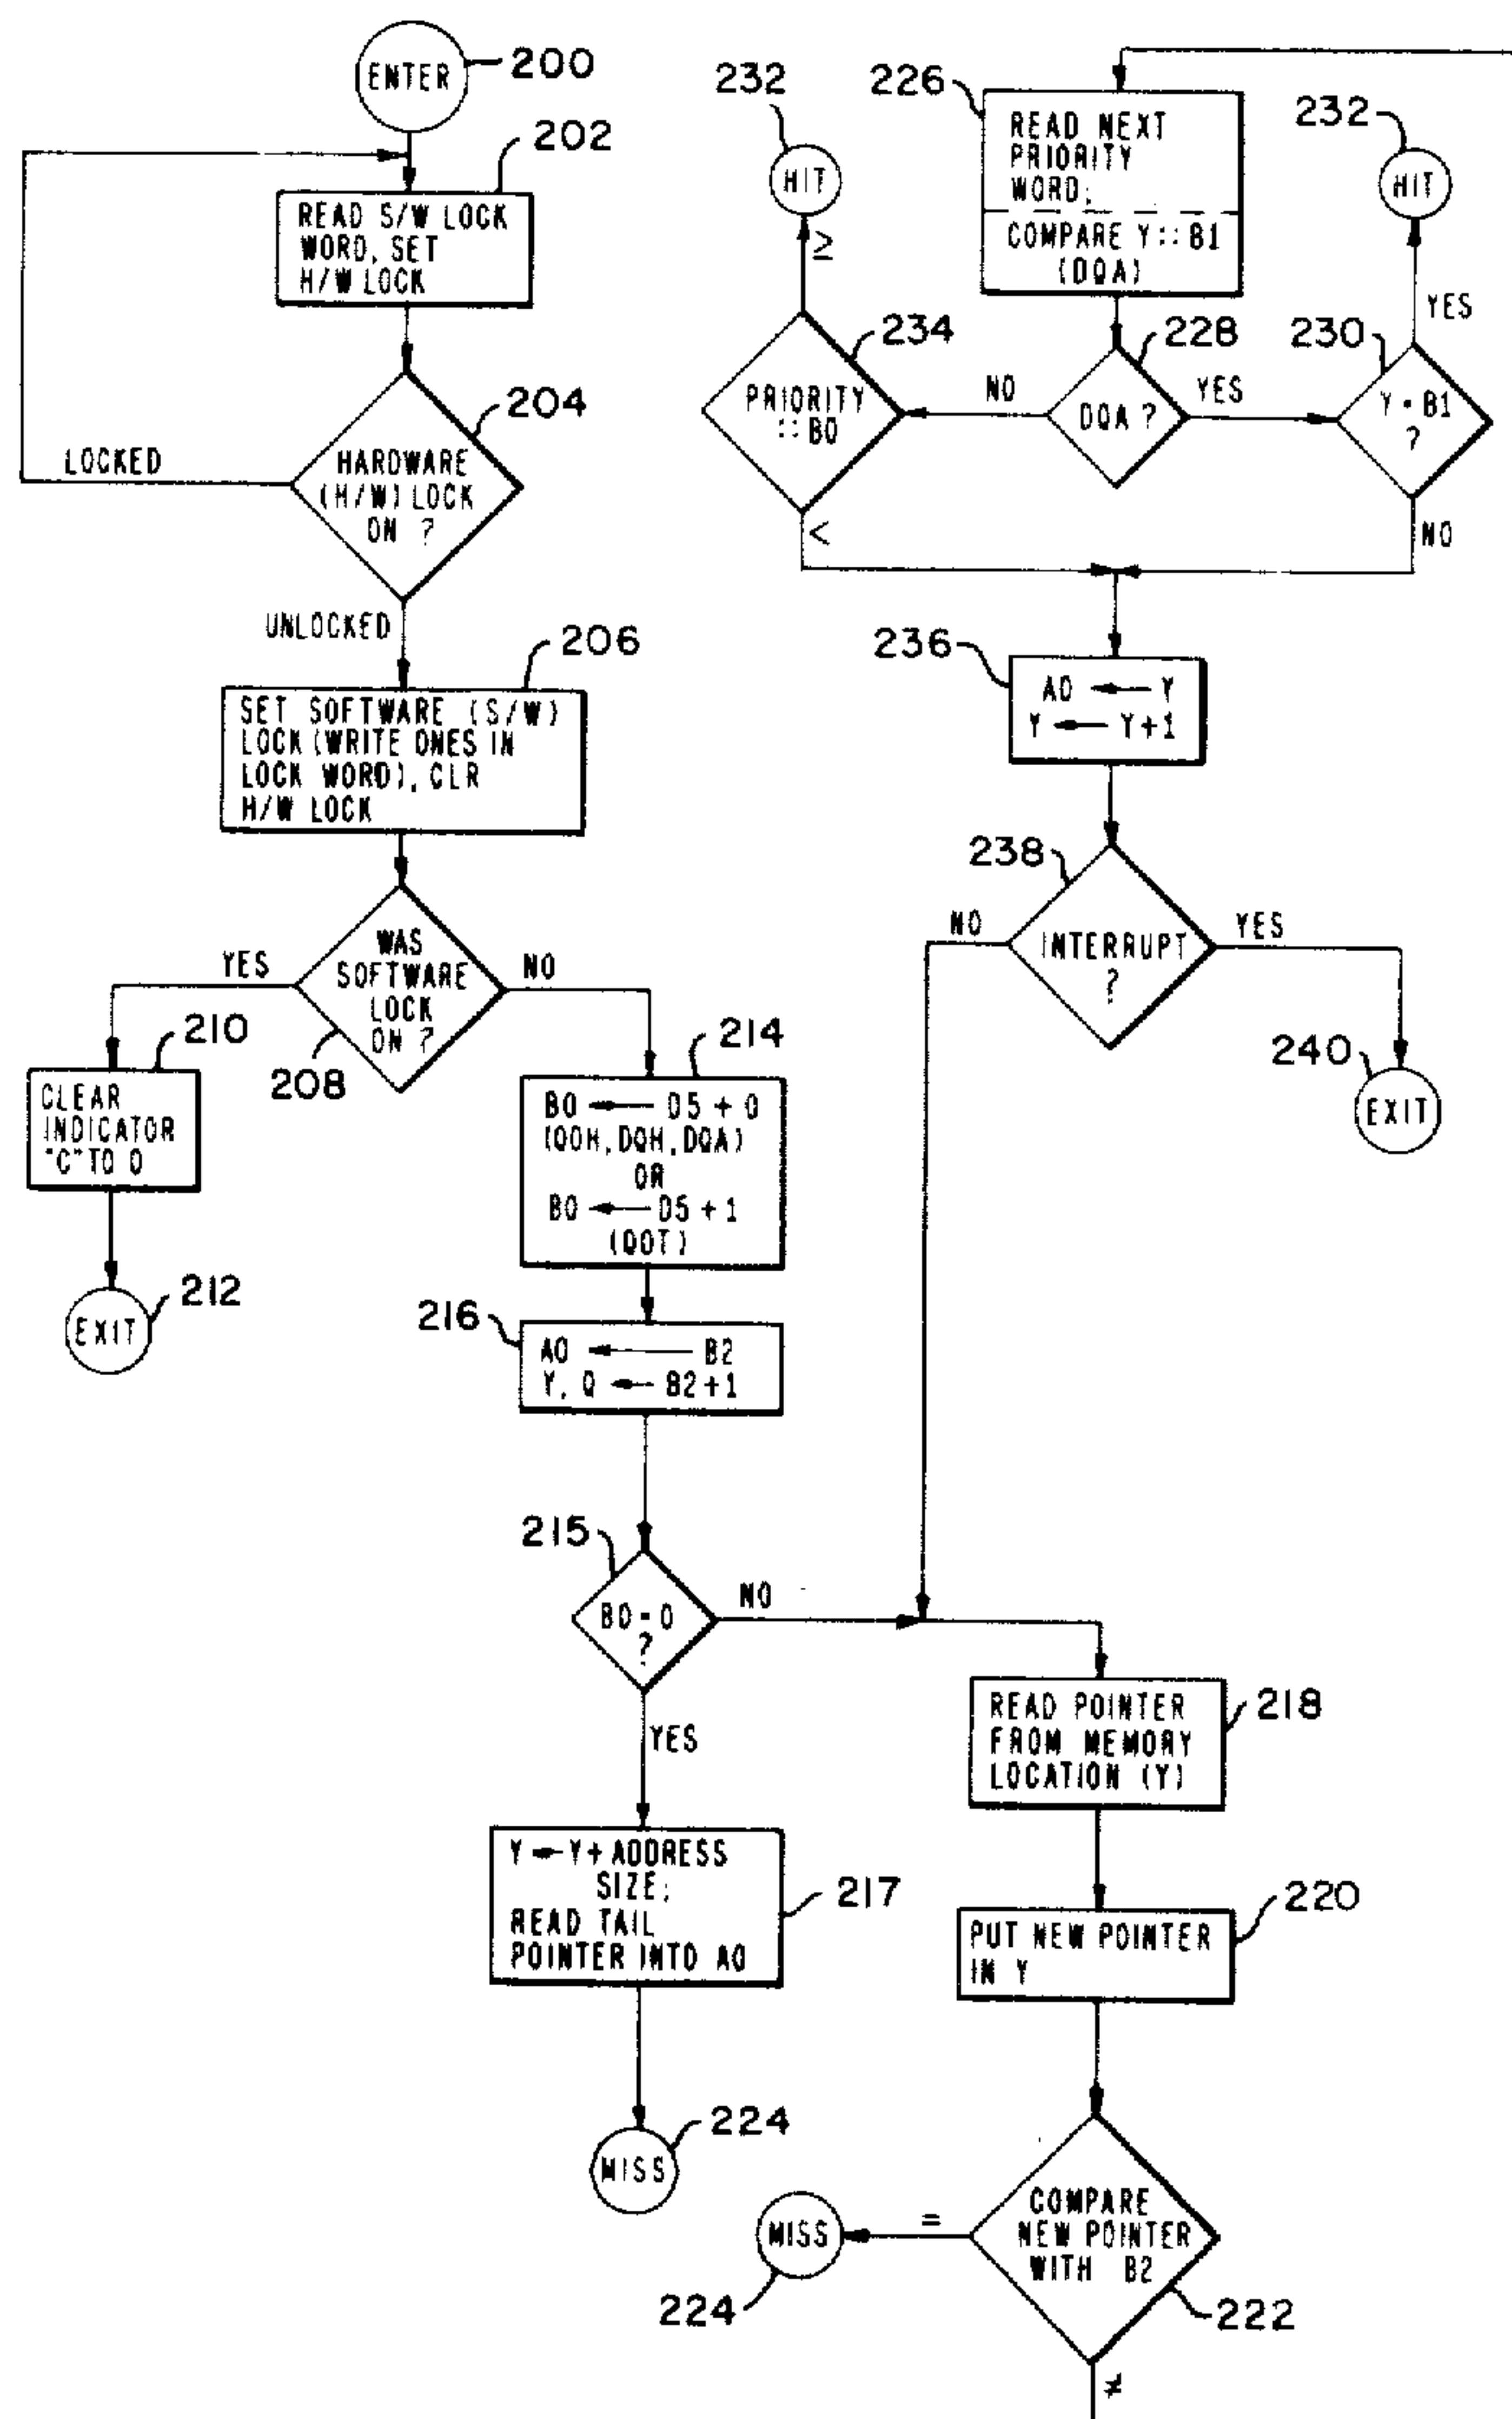 ENTER
200
202
READ S/W LOCK
WORD, SET
H/W LOCK
204
LOCKED
HARDWARE
(H/W) LOCK
ON ?
UNLOCKED
206
SET SOFTWARE (S/W)
LOCK (WRITE ONES IN
LOCK WORD), CLR
H/W LOCK
WAS
SOFTWARE
LOCK
ON ?
208
YES
NO
210
CLEAR
INDICATOR
"C" TO 0
EXIT
212
214
B0 ← D5 + 0
(QOH, DQH, DQA)
OR
B0 ← D5 + 1
(QOT)
216
A0 ← B2
Y, Q ← B2+1
215
B0 = 0
?
NO
YES
Y ← Y+ ADDRESS
SIZE;
READ TAIL
POINTER INTO A0
217
224
MISS
232
HIT
≥
226
READ NEXT
PRIORITY
WORD;
COMPARE Y::B1
(DQA)
232
HIT
YES
234
PRIORITY
::B0
<
NO
228
DQA ?
YES
230
Y = B1
?
NO
236
A0 ← Y
Y ← Y+1
238
INTERRUPT
?
NO
YES
240
EXIT
READ POINTER
FROM MEMORY
LOCATION (Y)
218
PUT NEW POINTER
IN Y
220
COMPARE
NEW POINTER
WITH B2
222
=
MISS
224
≠